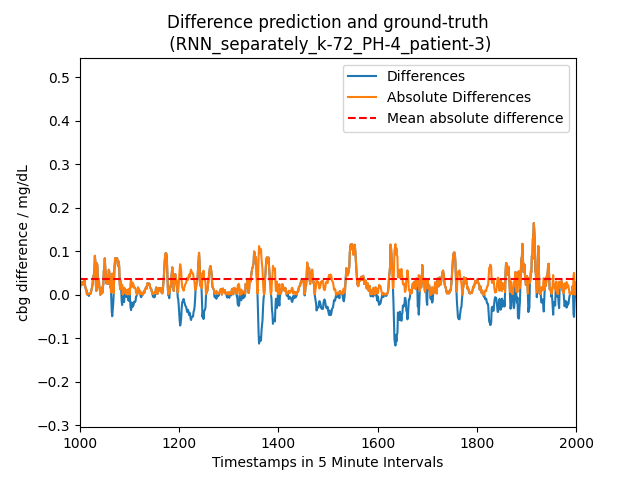 Difference prediction and ground-truth
(RNN_separately_k-72_PH-4_patient-3)
Differences
Absolute Differences
Mean absolute difference
cbg difference / mg/dL
0.5
0.4
0.3
0.2
0.1
0.0
−0.1
−0.2
−0.3
1000
1200
1400
1600
1800
2000
Timestamps in 5 Minute Intervals